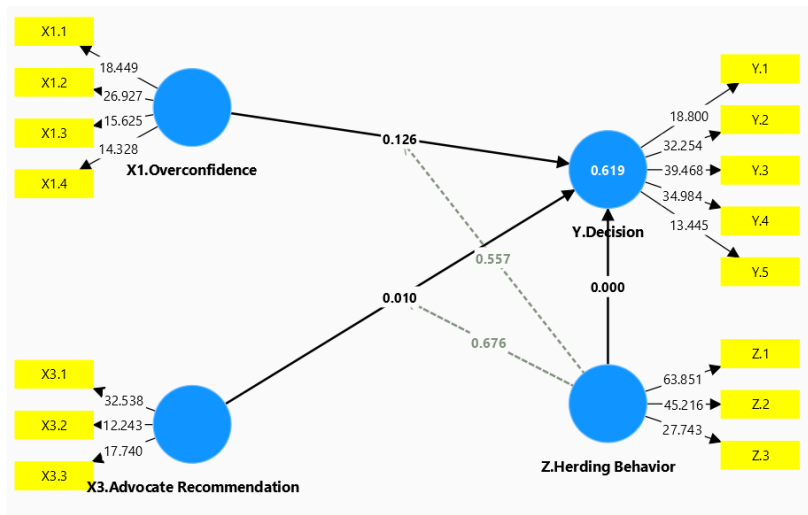 X1.1
X1.2
X1.3
X1.4
18.449
26.927
15.625
14.328
X1.Overconfidence
0.126
0.619
Y.Decision
18.800
32.254
39.468
34.984
13.445
Y.1
Y.2
Y.3
Y.4
Y.5
0.557
0.010
0.000
0.676
X3.1
X3.2
X3.3
32.538
12.243
17.740
X3.Advocate Recommendation
Z.Herding Behavior
63.851
45.216
27.743
Z.1
Z.2
Z.3